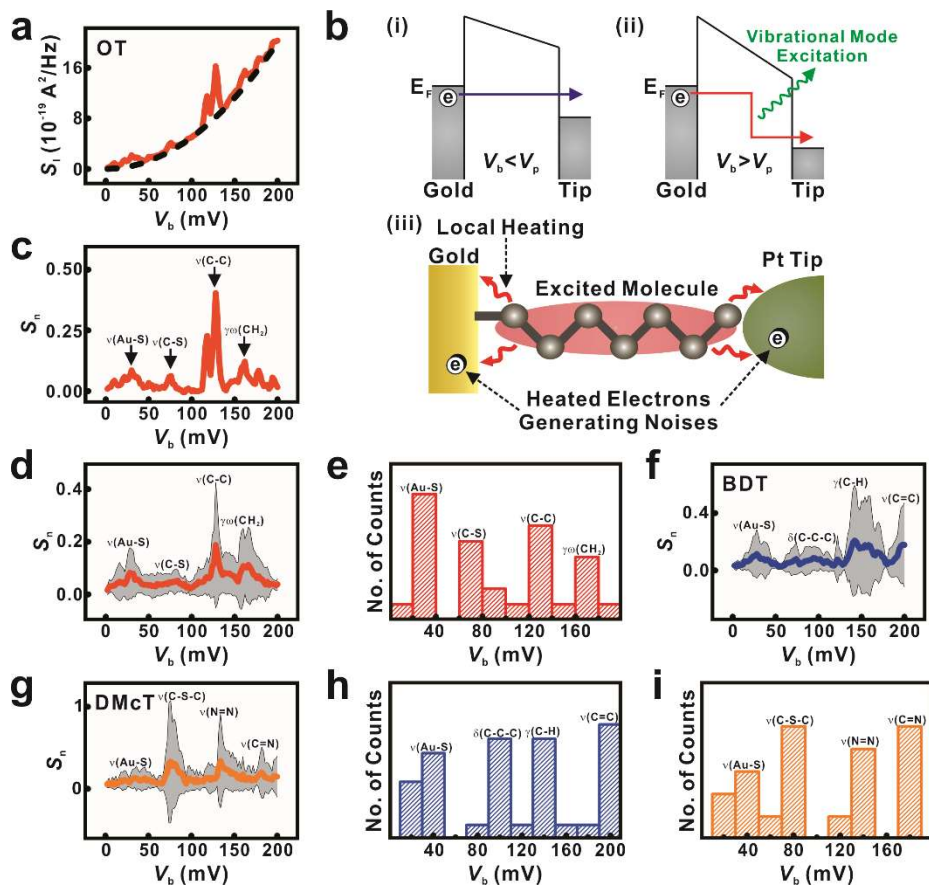 a
OT
S_I (10⁻¹⁹ A²/Hz)
16
8
0
0 50 100 150 200
V_b (mV)
b
(i)
E_F
e
V_b<V_p
Gold Tip
(ii)
Vibrational Mode
Excitation
E_F
e
V_b>V_p
Gold Tip
(iii)
Local Heating
Gold
Pt Tip
Excited Molecule
e
e
Heated Electrons
Generating Noises
c
S_n
0.50
0.25
0.00
ν(Au-S)
ν(C-S)
ν(C-C)
γω(CH₂)
0 50 100 150 200
V_b (mV)
d
S_n
0.4
0.2
0.0
ν(Au-S)
ν(C-S)
ν(C-C)
γω(CH₂)
0 50 100 150 200
V_b (mV)
e
No. of Counts
ν(Au-S)
ν(C-S)
ν(C-C)
γω(CH₂)
40 80 120 160
V_b (mV)
f
BDT
S_n
0.4
0.0
ν(Au-S)
δ(C-C-C)
γ(C-H)
ν(C=C)
0 50 100 150 200
V_b (mV)
g
DMcT
S_n
1
0
ν(Au-S)
ν(C-S-C)
ν(N=N)
ν(C=N)
0 50 100 150 200
V_b (mV)
h
No. of Counts
ν(Au-S)
δ(C-C-C)
γ(C-H)
ν(C=C)
40 80 120 160 200
V_b (mV)
i
No. of Counts
ν(Au-S)
ν(C-S-C)
ν(N=N)
ν(C=N)
40 80 120 160
V_b (mV)